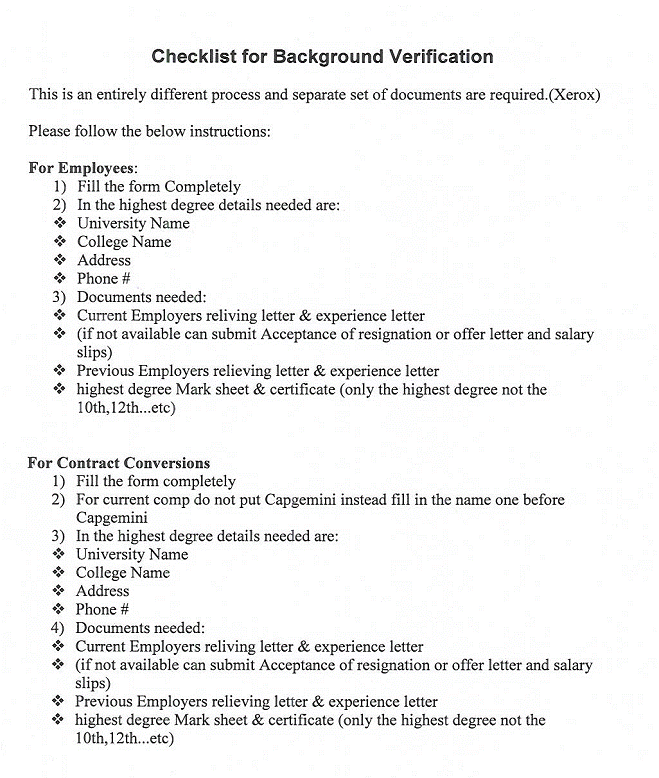 Checklist for Background Verification
This is an entirely different process and separate set of documents are required.(Xerox)
Please follow the below instructions:
For Employees:
1) Fill the form Completely
2) In the highest degree details needed are:
❖ University Name
❖ College Name
❖ Address
❖ Phone #
3) Documents needed:
❖ Current Employers reliving letter & experience letter
❖ (if not available can submit Acceptance of resignation or offer letter and salary
slips)
❖ Previous Employers relieving letter & experience letter
❖ highest degree Mark sheet & certificate (only the highest degree not the
10th,12th...etc)
For Contract Conversions
1) Fill the form completely
2) For current comp do not put Capgemini instead fill in the name one before
Capgemini
3) In the highest degree details needed are:
❖ University Name
❖ College Name
❖ Address
❖ Phone #
4) Documents needed:
❖ Current Employers reliving letter & experience letter
❖ (if not available can submit Acceptance of resignation or offer letter and salary
slips)
❖ Previous Employers relieving letter & experience letter
❖ highest degree Mark sheet & certificate (only the highest degree not the
10th,12th...etc)